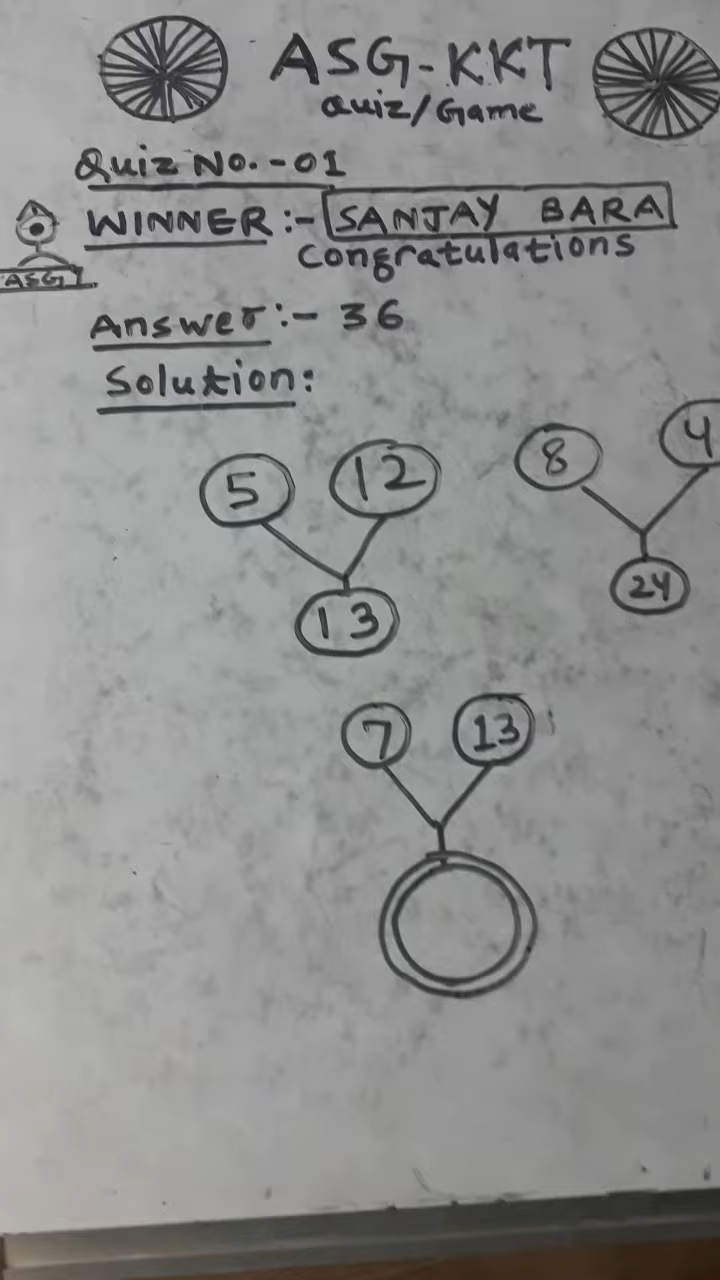 ASG-KKT
Quiz/Game
Quiz No.-01
WINNER:- SANJAY BARA
Congratulations
ASG
Answer:- 36
Solution:
5 12 8 4
13 24
7 13